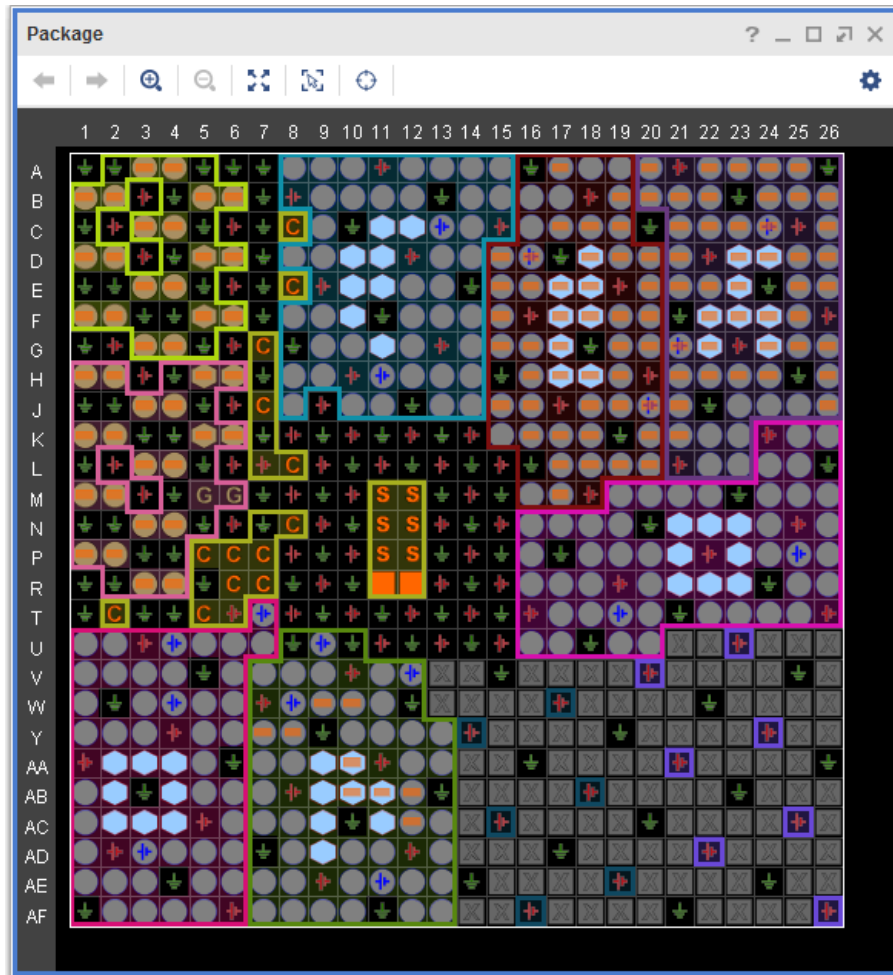 Package ?
1 2 3 4 5 6 7 8 9 10 11 12 13 14 15 16 17 18 19 20 21 22 23 24 25 26
A
B
C C
D
E C
F
G C
H
J C
K
L C
M G G S S
N C S S
P C C C S S
R C C
T C C
U X X X X X
V X X X X X X X X X X X
W X X X X X X X X X X X X
Y X X X X X X X X X X
AA X X X X X X X X X X
AB X X X X X X X X X X X
AC X X X X X X X X X X
AD X X X X X X X X X X X
AE X X X X X X X X X X
AF X X X X X X X X X X